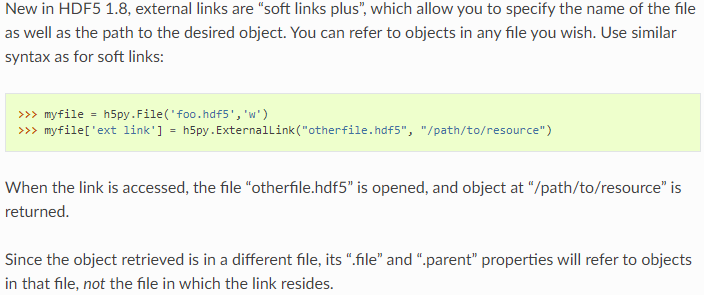 New in HDF5 1.8, external links are “soft links plus”, which allow you to specify the name of the file
as well as the path to the desired object. You can refer to objects in any file you wish. Use similar
syntax as for soft links:
>>> myfile = h5py.File('foo.hdf5','w')
>>> myfile['ext link'] = h5py.ExternalLink("otherfile.hdf5", "/path/to/resource")
When the link is accessed, the file “otherfile.hdf5” is opened, and object at “/path/to/resource” is
returned.
Since the object retrieved is in a different file, its “.file” and “.parent” properties will refer to objects
in that file, not the file in which the link resides.